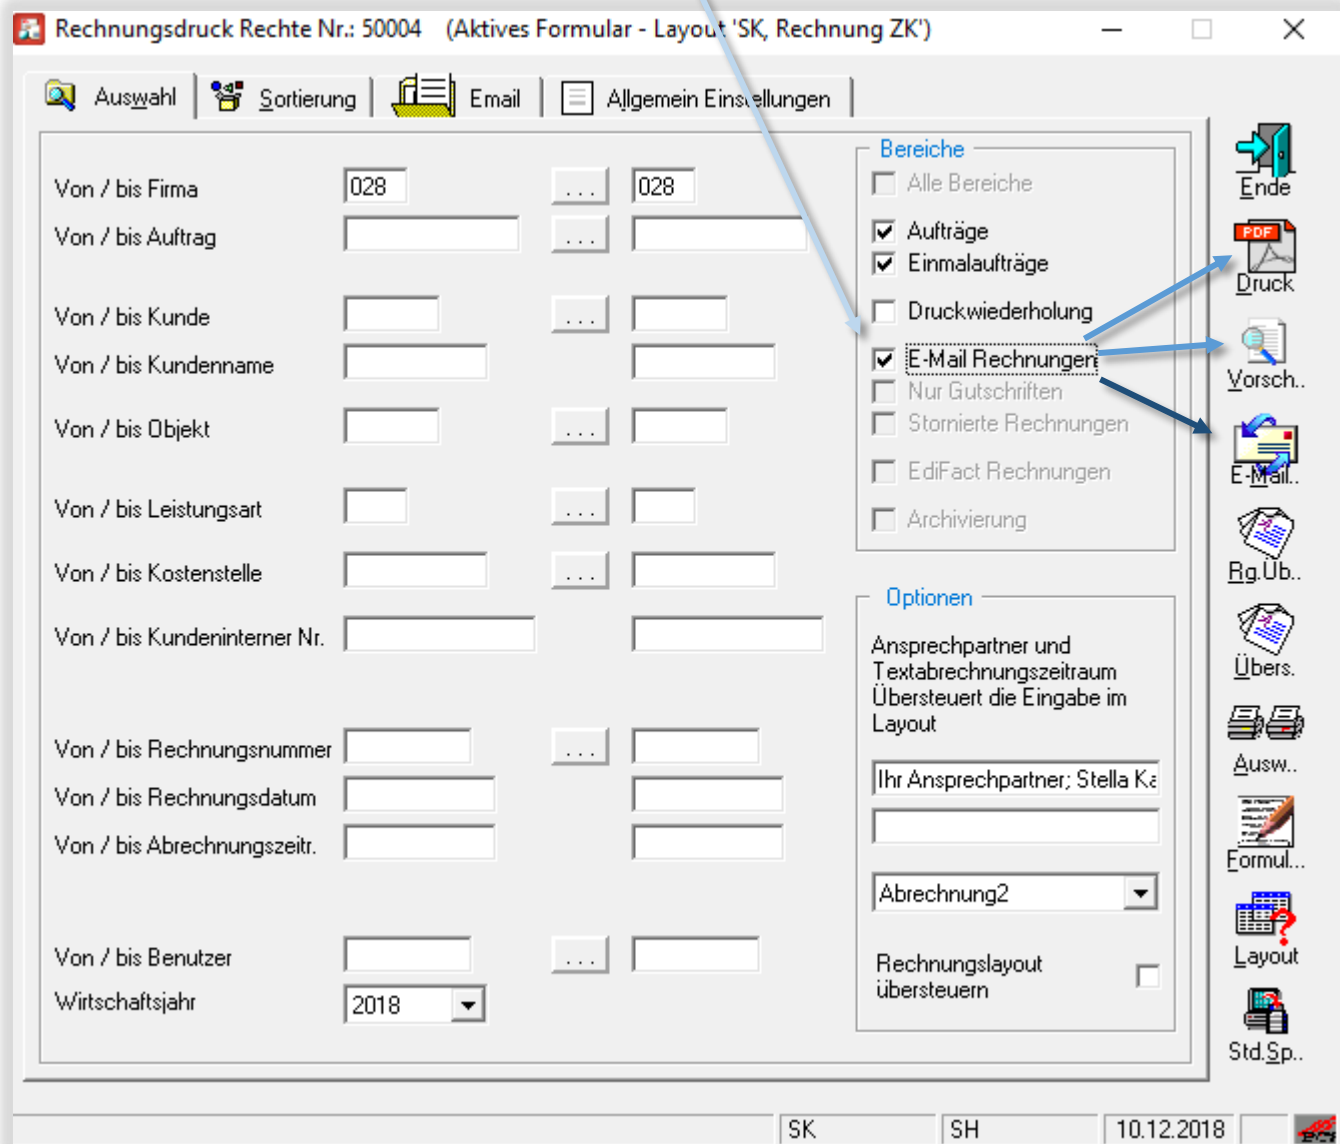 Rechnungsdruck Rechte Nr.: 50004 (Aktives Formular - Layout 'SK, Rechnung ZK')
Auswahl
Sortierung
Email
Allgemein Einstellungen
Von / bis Firma 028 ... 028
Von / bis Auftrag ...
Von / bis Kunde ...
Von / bis Kundenname
Von / bis Objekt ...
Von / bis Leistungsart ...
Von / bis Kostenstelle ...
Von / bis Kundeninterner Nr.
Von / bis Rechnungsnummer ...
Von / bis Rechnungsdatum
Von / bis Abrechnungszeitr.
Von / bis Benutzer ...
Wirtschaftsjahr 2018
Bereiche
Alle Bereiche
Aufträge
Einmalaufträge
Druckwiederholung
E-Mail Rechnungen
Nur Gutschriften
Stornierte Rechnungen
EdiFact Rechnungen
Archivierung
Optionen
Ansprechpartner und
Textabrechnungszeitraum
Übersteuert die Eingabe im
Layout
Ihr Ansprechpartner; Stella Ka
Abrechnung2
Rechnungslayout
übersteuern
Ende
PDF
Druck
Vorsch..
E-Mail..
Rg.Üb..
Übers.
Ausw..
Formul...
Layout
Std.Sp..
SK SH 10.12.2018